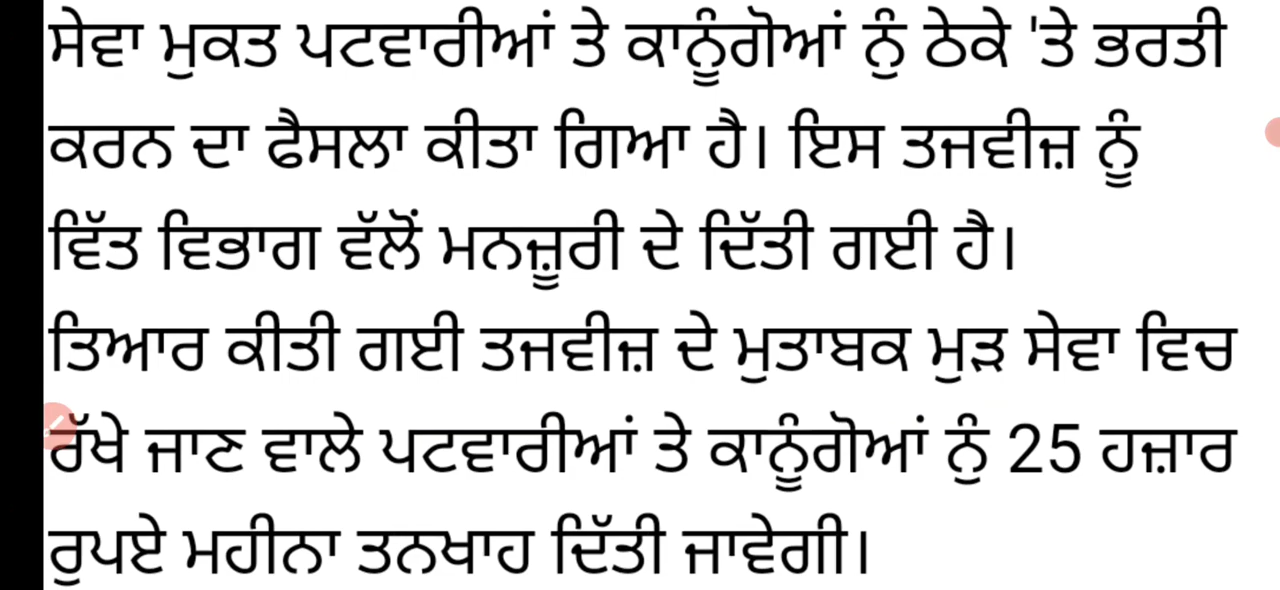 ਸੇਵਾ ਮੁਕਤ ਪਟਵਾਰੀਆਂ ਤੇ ਕਾਨੂੰਗੋਆਂ ਨੁੰ ਠੇਕੇ 'ਤੇ ਭਰਤੀ
ਕਰਨ ਦਾ ਫੈਸਲਾ ਕੀਤਾ ਗਿਆ ਹੈ। ਇਸ ਤਜਵੀਜ਼ ਨੂੰ
ਵਿੱਤ ਵਿਭਾਗ ਵੱਲੋਂ ਮਨਜ਼ੂਰੀ ਦੇ ਦਿੱਤੀ ਗਈ ਹੈ।
ਤਿਆਰ ਕੀਤੀ ਗਈ ਤਜਵੀਜ਼ ਦੇ ਮੁਤਾਬਕ ਮੁੜ ਸੇਵਾ ਵਿਚ
ਰੱਖੇ ਜਾਣ ਵਾਲੇ ਪਟਵਾਰੀਆਂ ਤੇ ਕਾਨੂੰਗੋਆਂ ਨੁੰ 25 ਹਜ਼ਾਰ
ਰੁਪਏ ਮਹੀਨਾ ਤਨਖਾਹ ਦਿੱਤੀ ਜਾਵੇਗੀ।